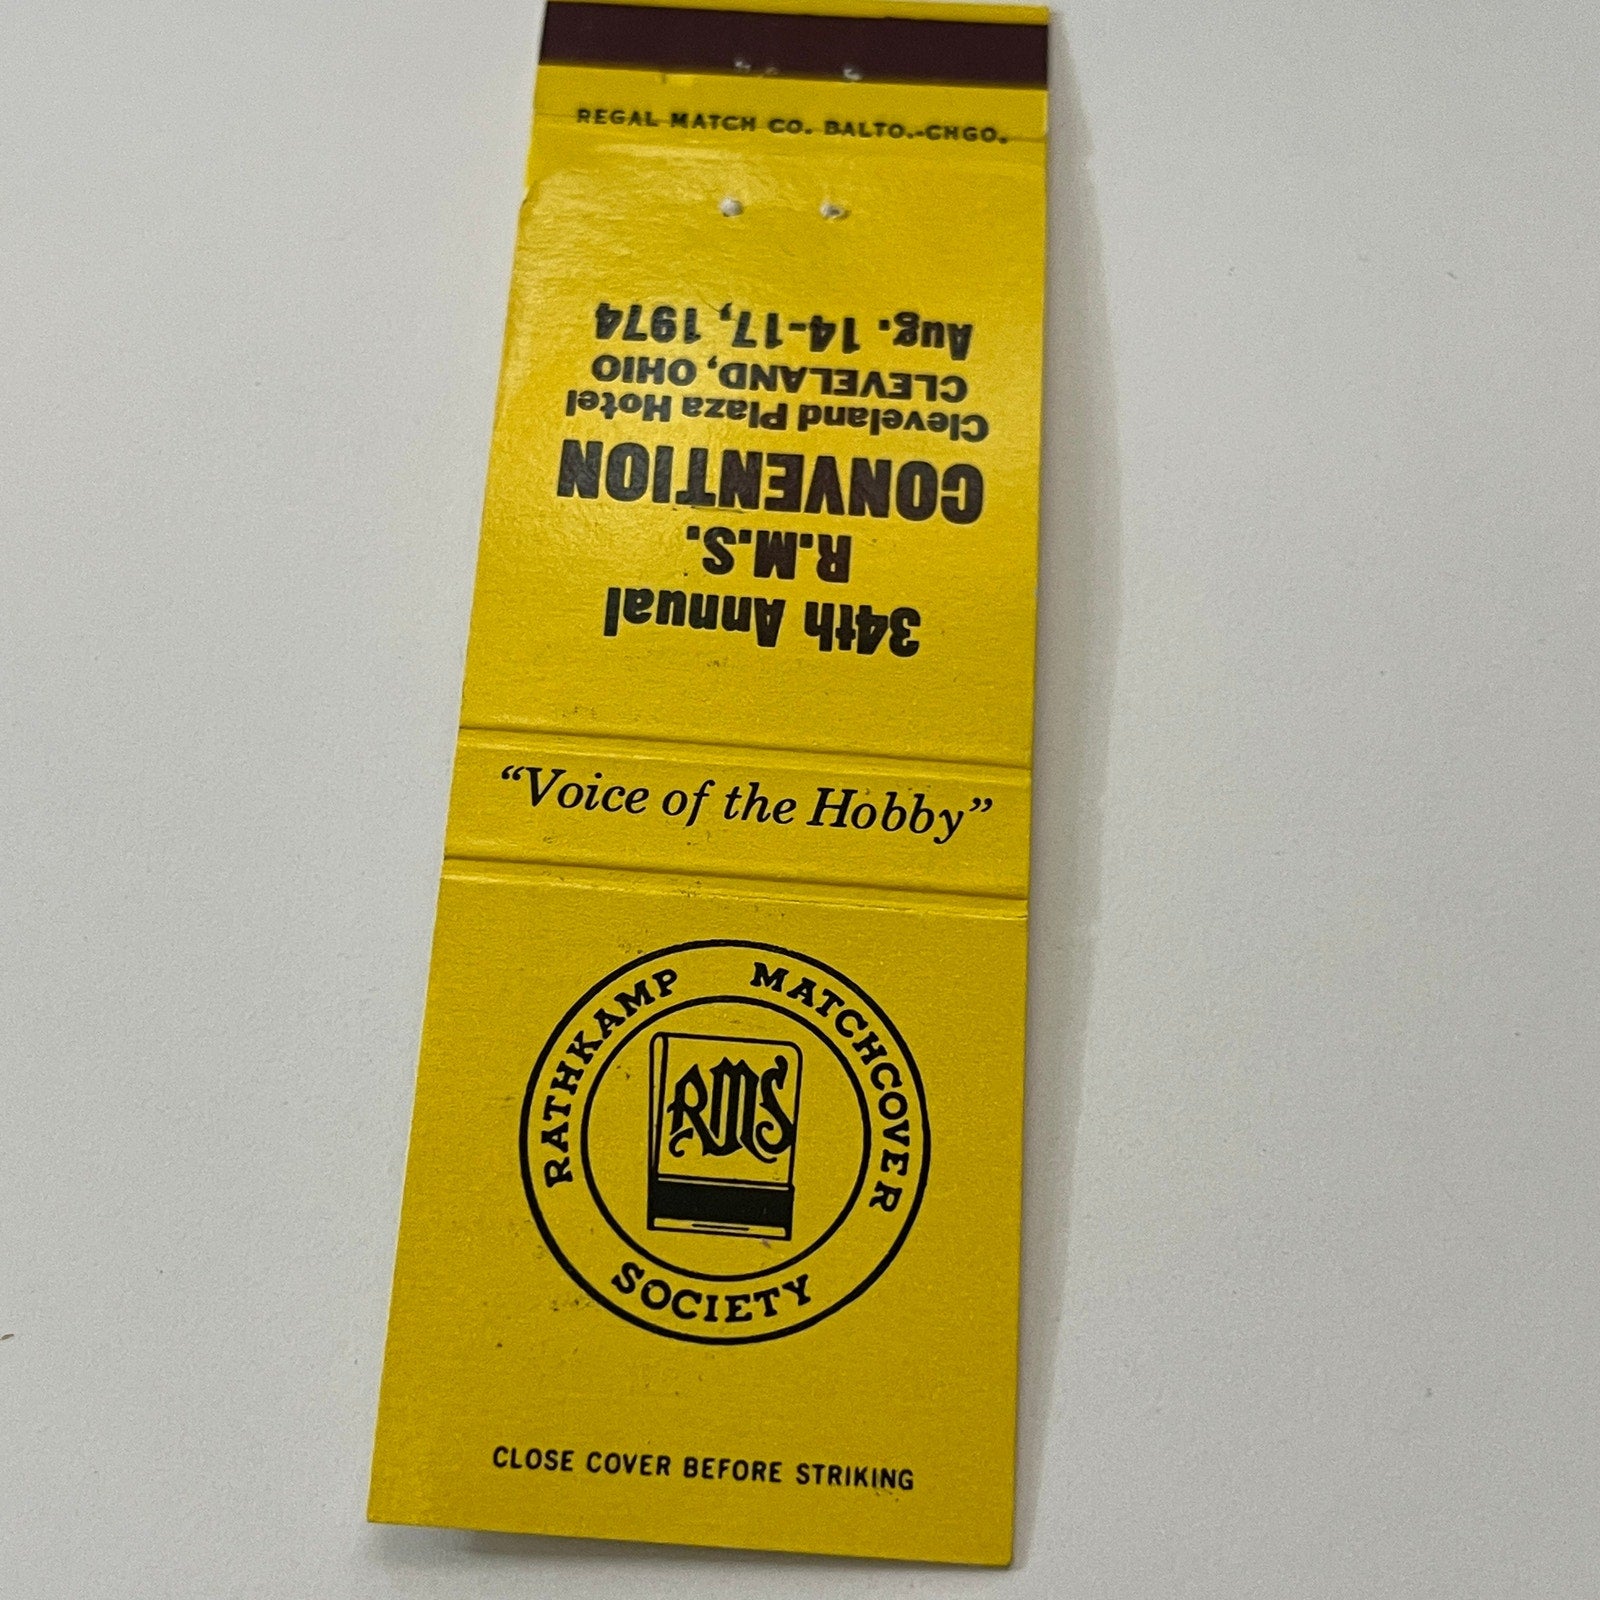 REGAL MATCH CO. BALTO.-CHGO.
34th Annual
R.M.S.
CONVENTION
Cleveland Plaza Hotel
CLEVELAND, OHIO
Aug. 14-17, 1974
“Voice of the Hobby”
RATHKAMP MATCHCOVER
SOCIETY
RMS
CLOSE COVER BEFORE STRIKING